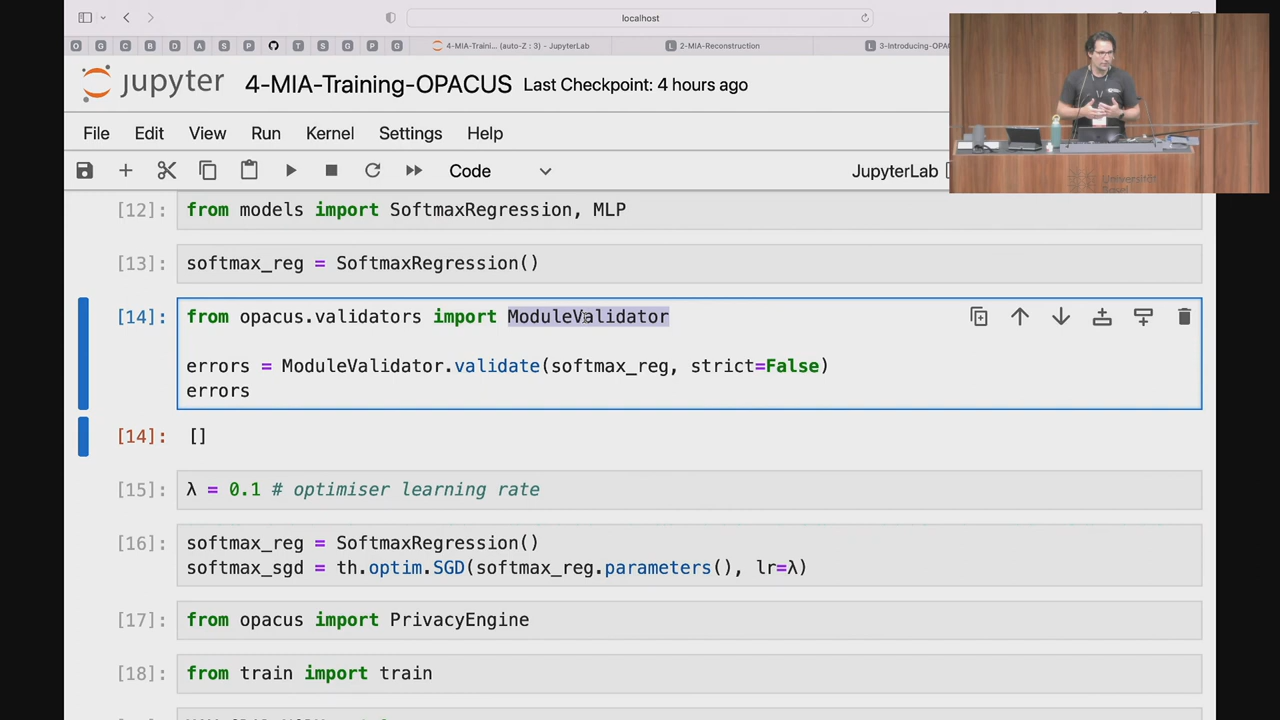 localhost
O G C B D A S P T S G P G 4-MIA-Traini... (auto-Z : 3) - JupyterLab L 2-MIA-Reconstruction L 3-Introducing-OPA
jupyter 4-MIA-Training-OPACUS Last Checkpoint: 4 hours ago
File Edit View Run Kernel Settings Help
Code JupyterLab
[12]: from models import SoftmaxRegression, MLP
[13]: softmax_reg = SoftmaxRegression()
[14]: from opacus.validators import ModuleValidator
errors = ModuleValidator.validate(softmax_reg, strict=False)
errors
[14]: []
[15]: λ = 0.1 # optimiser learning rate
[16]: softmax_reg = SoftmaxRegression()
softmax_sgd = th.optim.SGD(softmax_reg.parameters(), lr=λ)
[17]: from opacus import PrivacyEngine
[18]: from train import train
Universität
Basel